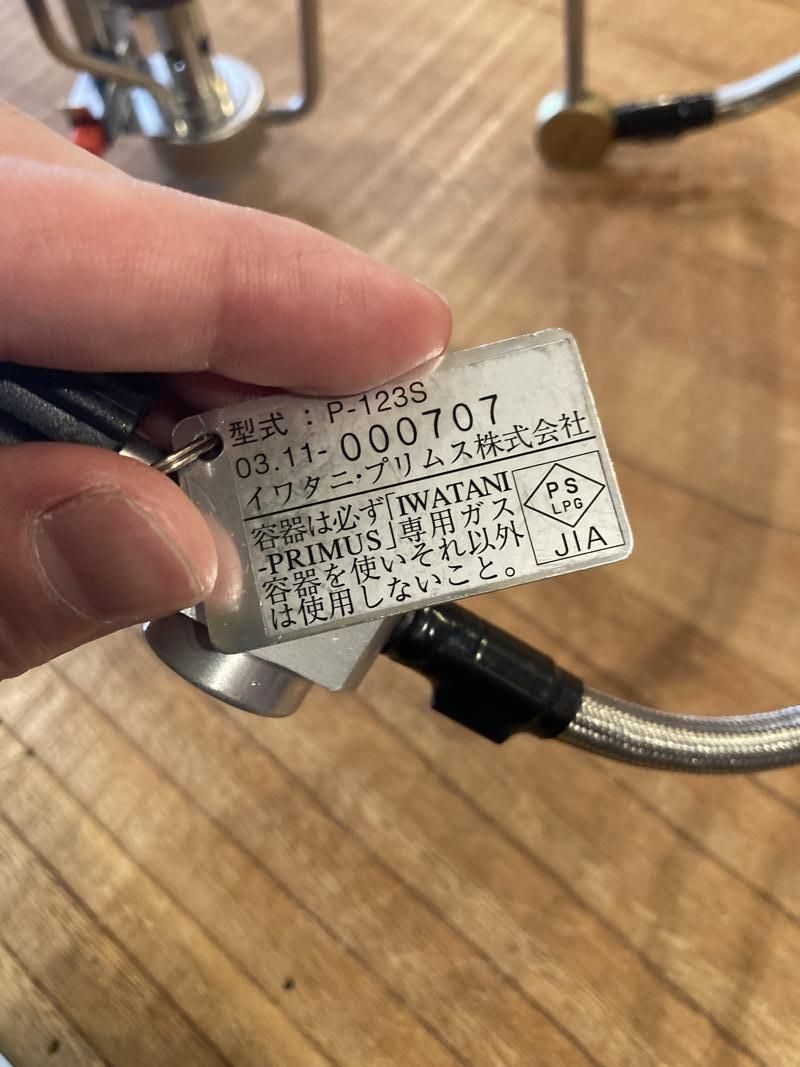 型式：P-123S
03.11-000707
イワタニ・プリムス株式会社
容器は必ず「IWATANI
-PRIMUS」専用ガス
容器を使いそれ以外
は使用しないこと。
PS
LPG
JIA